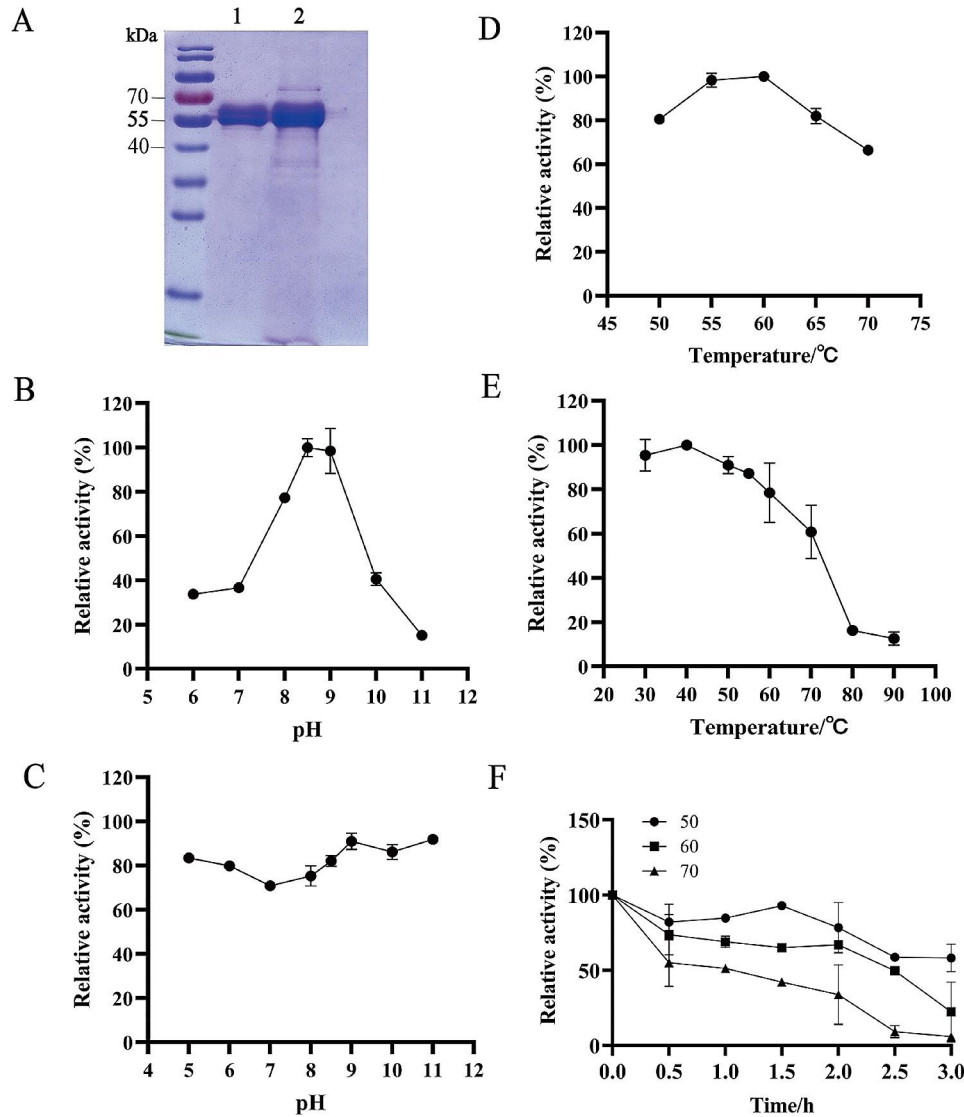 A
1 2
kDa
70
55
40
B
Relative activity (%)
120
100
80
60
40
20
0
5 6 7 8 9 10 11 12
pH
C
Relative activity (%)
120
100
80
60
40
20
0
4 5 6 7 8 9 10 11 12
pH
D
Relative activity (%)
120
100
80
60
40
20
0
45 50 55 60 65 70 75
Temperature/℃
E
Relative activity (%)
120
100
80
60
40
20
0
20 30 40 50 60 70 80 90 100
Temperature/℃
F
Relative activity (%)
150
100
50
0
50
60
70
0.0 0.5 1.0 1.5 2.0 2.5 3.0
Time/h